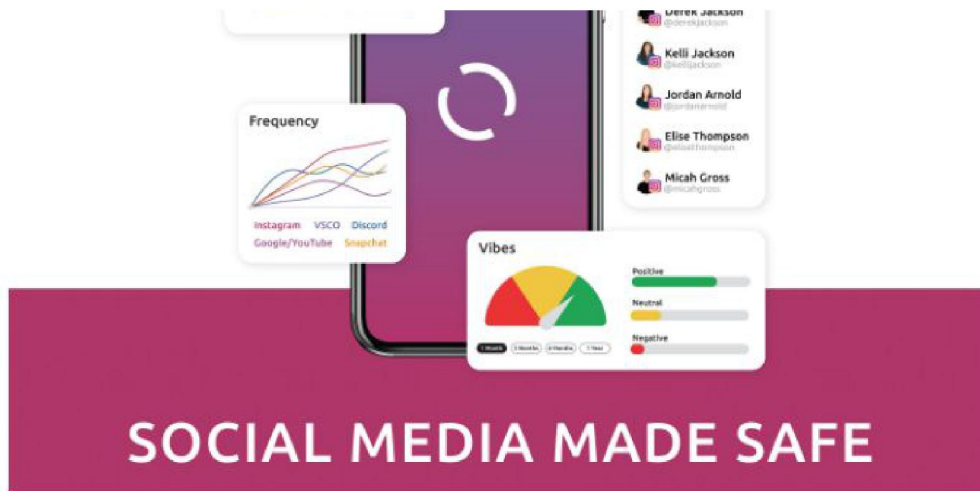 Derek Jackson
@derekjackson
Kelli Jackson
@kellijackson
Jordan Arnold
@jordanarnold
Elise Thompson
@elisethompson
Micah Gross
@micahgross
Frequency
Instagram VSCO Discord
Google/YouTube Snapchat
Vibes
Positive
Neutral
Negative
1 Month 3 Months 6 Months 1 Year
SOCIAL MEDIA MADE SAFE